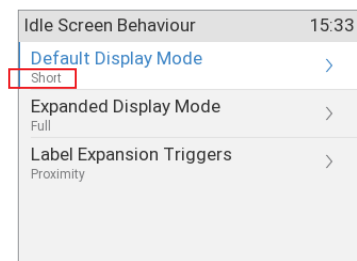 Idle Screen Behaviour 15:33
Default Display Mode
Short
Expanded Display Mode
Full
Label Expansion Triggers
Proximity